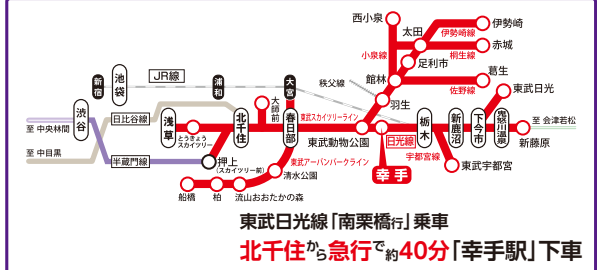 西小泉
太田
伊勢崎
伊勢崎線
小泉線
赤城
桐生線
足利市
館林
葛生
佐野線
秩父線
羽生
東武日光
新宿
池袋
JR線
浦和
大宮
大師前
渋谷
日比谷線
浅草
とうきょうスカイツリー
北千住
春日部
東武スカイツリーライン
東武動物公園
日光線
栃木
新鹿沼
下今市
鬼怒川温泉
至 会津若松
新藤原
至 中央林間
至 中目黒
半蔵門線
押上
(スカイツリー前)
東武アーバンパークライン
幸手
宇都宮線
東武宇都宮
清水公園
船橋
柏
流山おおたかの森
東武日光線「南栗橋行」乗車
北千住から急行で約40分「幸手駅」下車